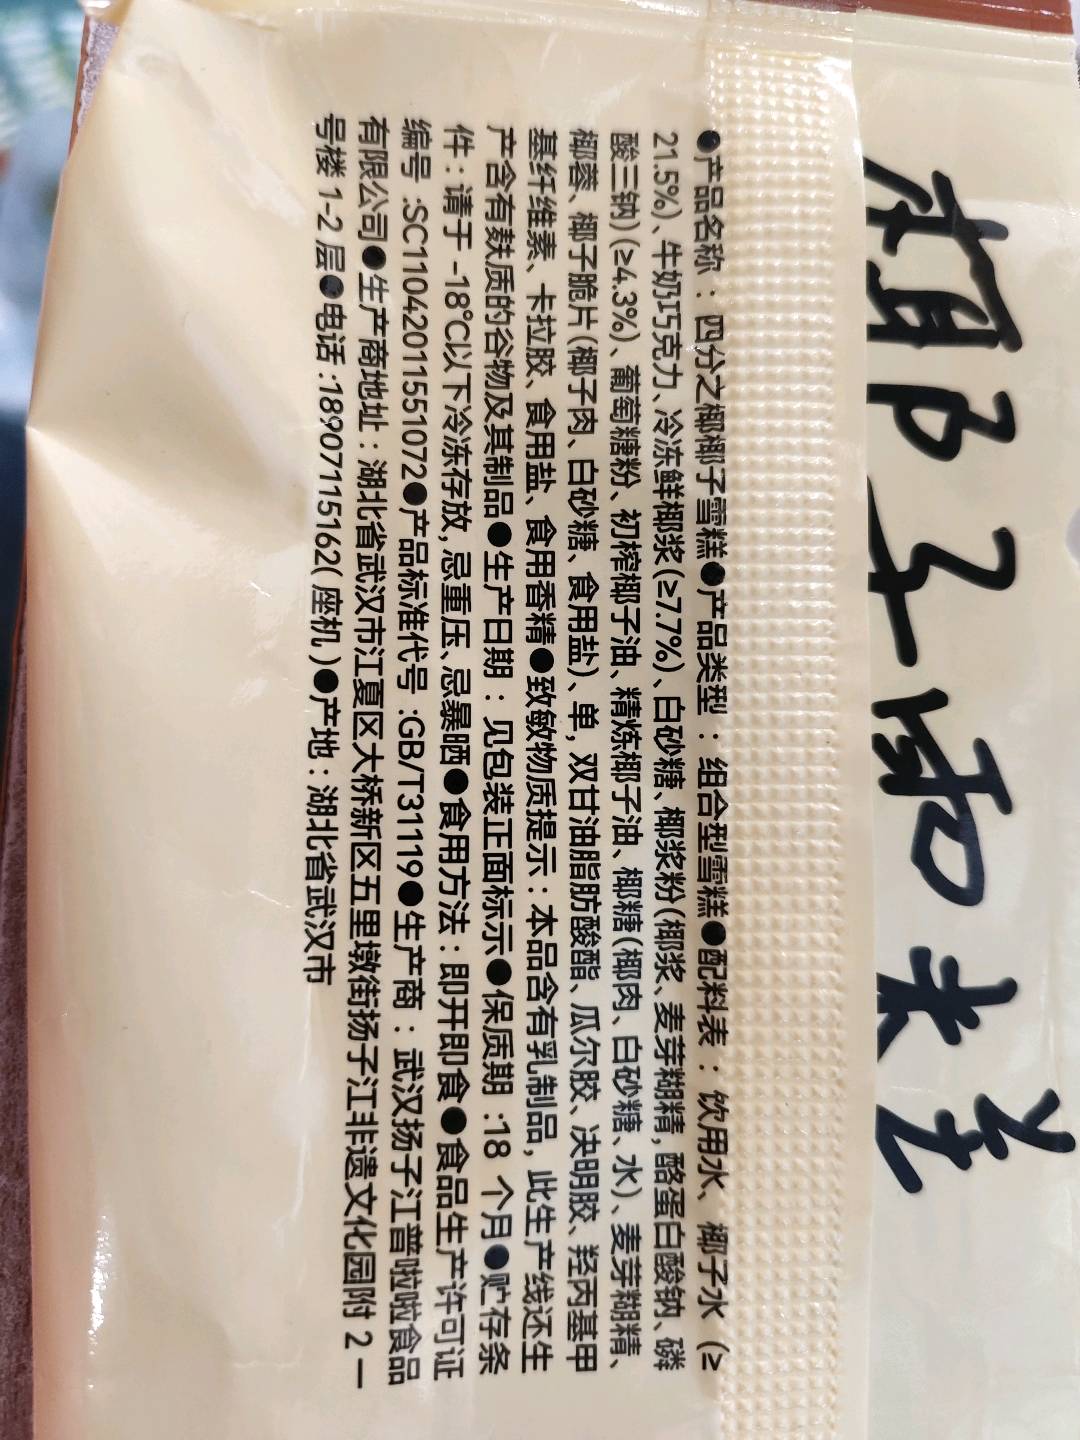 椰子雪糕
●产品名称：四分之椰椰子雪糕●产品类型：组合型雪糕●配料表：饮用水、椰子水（≥
21.5%）、牛奶巧克力、冷冻鲜椰浆(≥7.7%)、白砂糖、椰浆粉(椰浆、麦芽糊精,酪蛋白酸钠、磷
酸三钠)(≥4.3%)、葡萄糖粉、初榨椰子油、精炼椰子油、椰糖(椰肉、白砂糖、水)、麦芽糊精、
椰蓉、椰子脆片(椰子肉、白砂糖、食用盐)、单,双甘油脂肪酸酯、瓜尔胶、决明胶、羟丙基甲
基纤维素、卡拉胶、食用盐、食用香精●致敏物质提示：本品含有乳制品，此生产线还生
产含有麸质的谷物及其制品●生产日期：见包装正面标示●保质期:18 个月●贮存条
件：请于-18℃以下冷冻存放,忌重压、忌暴晒●食用方法：即开即食●食品生产许可证
编号:SC11042011551072●产品标准代号:GB/T31119●生产商：武汉扬子江普啦啦食品
有限公司●生产商地址：湖北省武汉市江夏区大桥新区五里墩街扬子江非遗文化园附 2 一
号楼 1-2 层●电话:18907115162(座机)●产地：湖北省武汉市